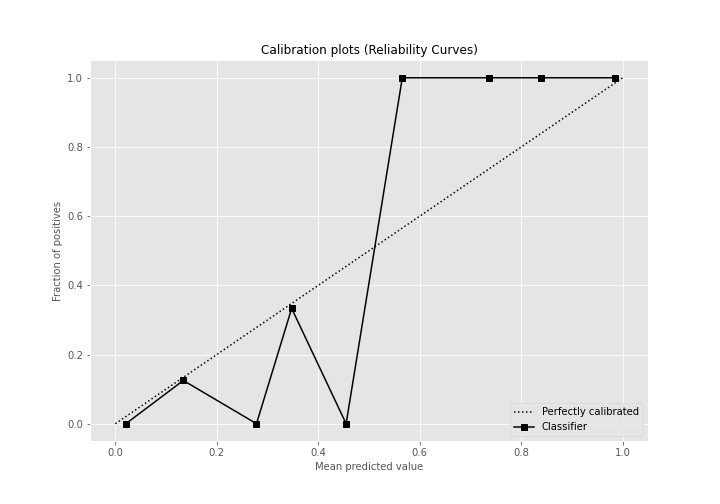 Calibration plots (Reliability Curves)
1.0
0.8
0.6
0.4
0.2
0.0
Fraction of positives
0.0 0.2 0.4 0.6 0.8 1.0
Mean predicted value
Perfectly calibrated
Classifier